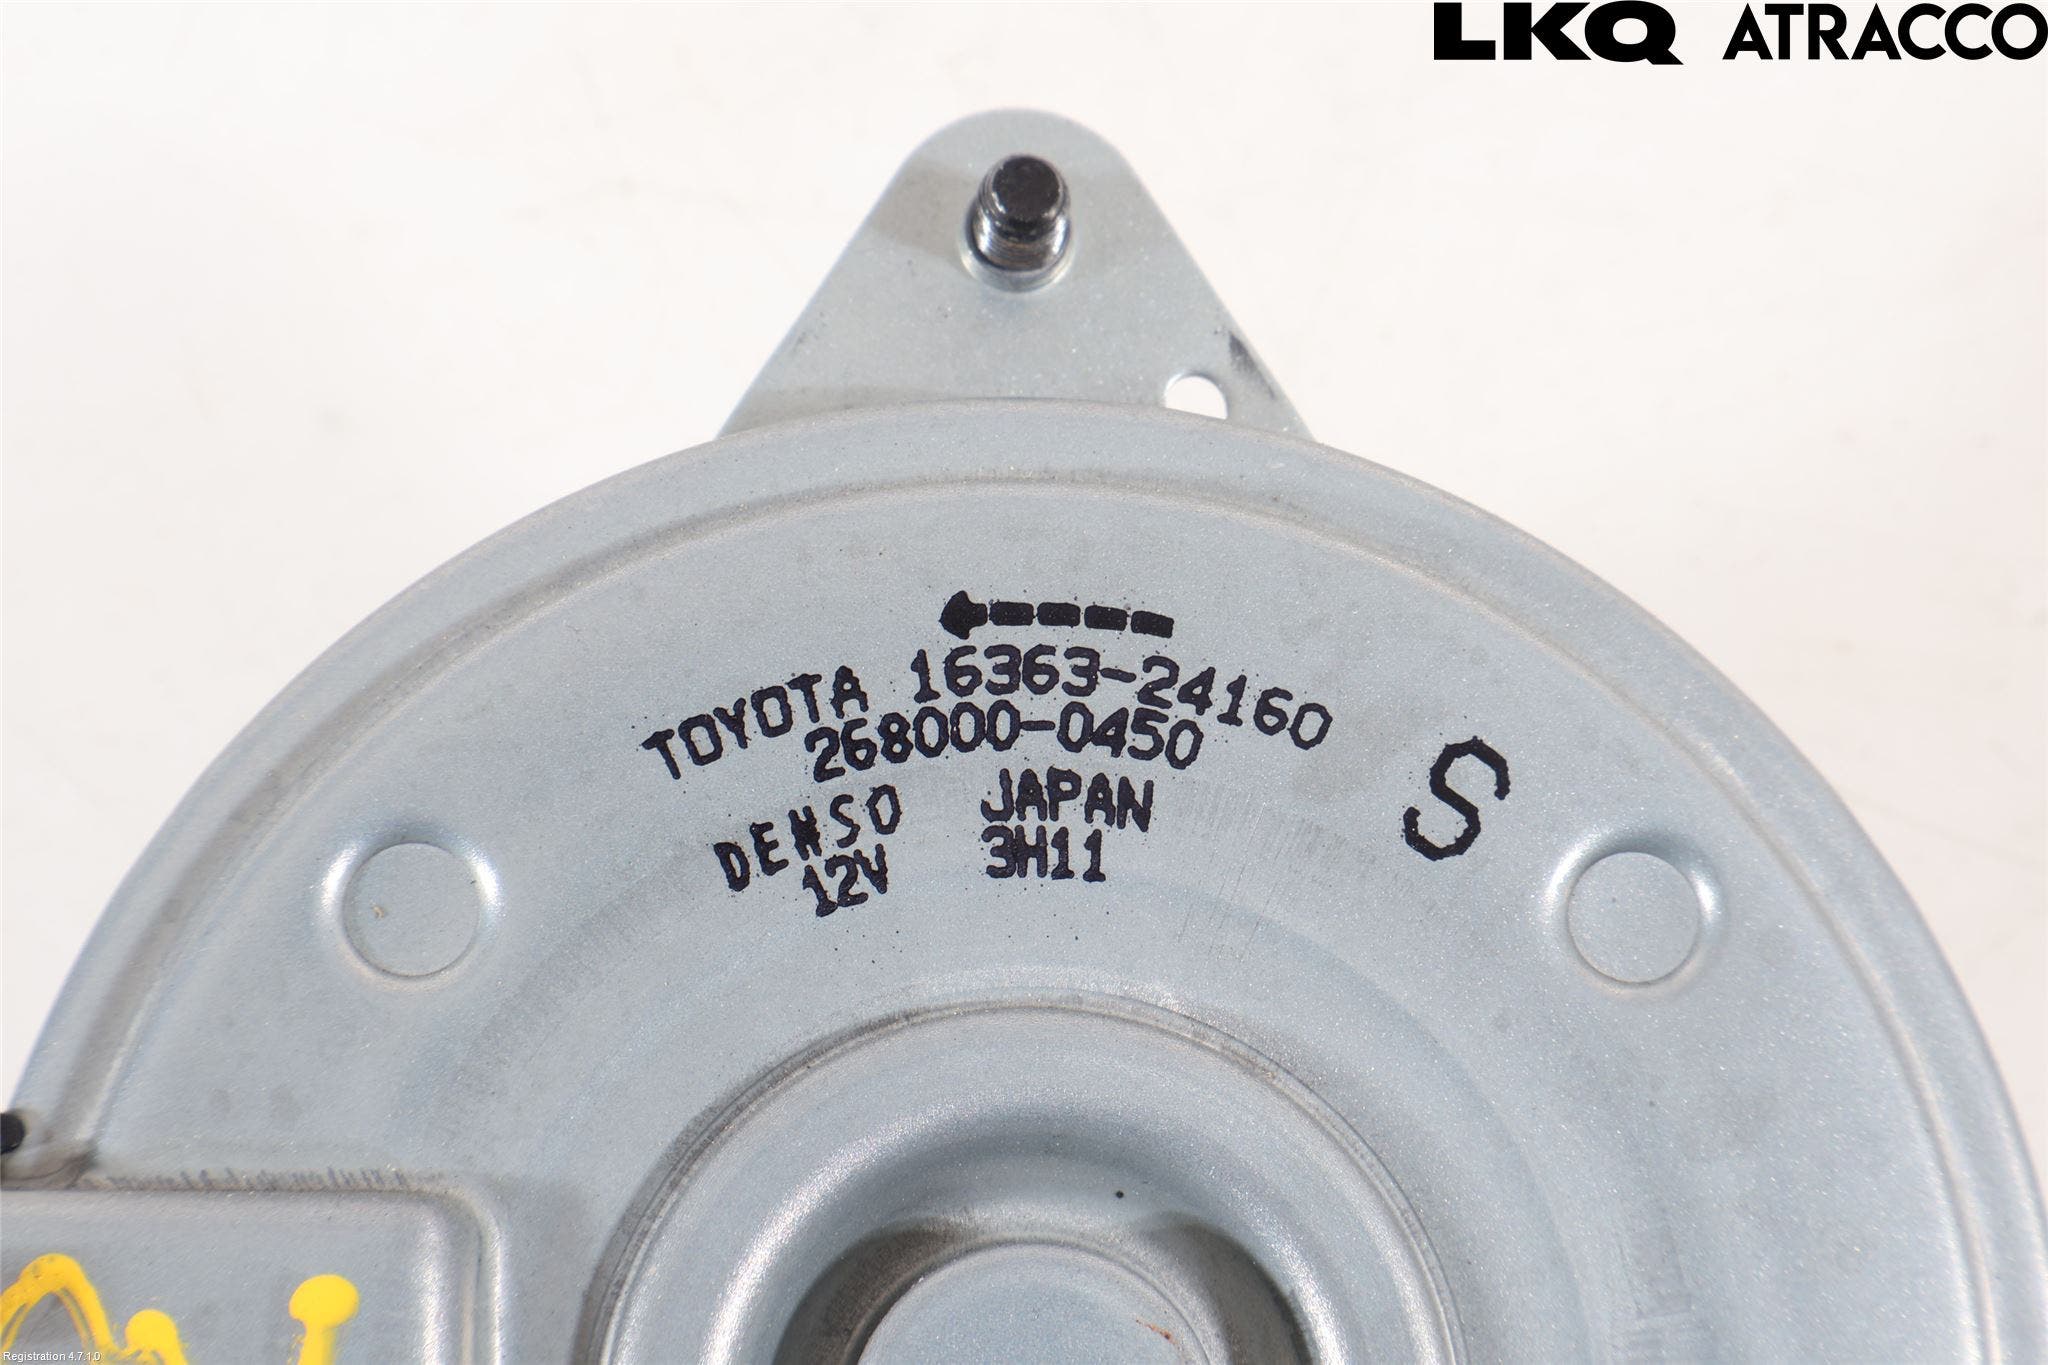 LKQ ATRACCO
TOYOTA 16363-24160
268000-0450
DENSO JAPAN
12V 3H11
S
Registration 4.7.1.0